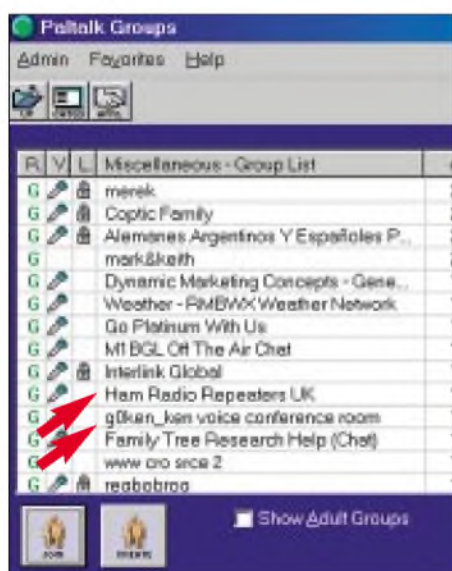 Paltalk Groups
Admin Favorites Help
R V L Miscellaneous - Group List
G merek
G Coptic Family
G Alemanes Argentinos Y Españoles P...
G mark&keith
G Dynamic Marketing Concepts - Gene...
G Weather - RMBWX Weather Network
G Go Platinum With Us
G M1BGL Off The Air Chat
G Interlink Global
G Ham Radio Repeaters UK
g0ken_ken voice conference room
G Family Tree Research Help (Chat)
www cro srce 2
G
JOIN
Show Adult Groups